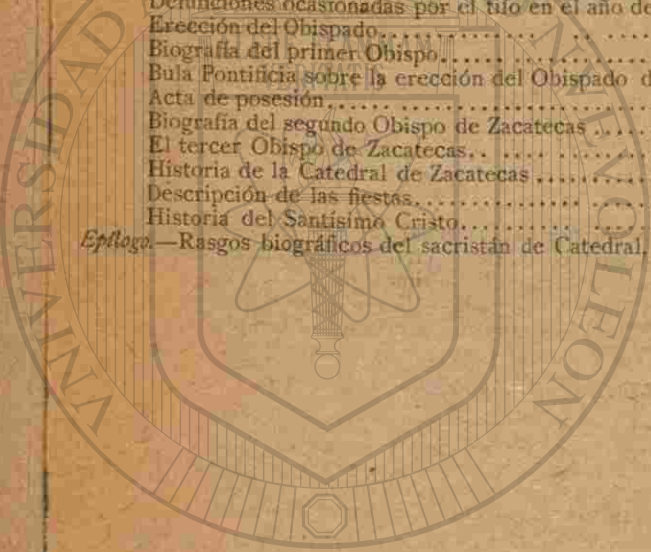 Defunciones ocasionadas por el tifo en el año de
Erección del Obispado
Biografía del primer Obispo
Bula Pontificia sobre la erección del Obispado d
Acta de posesión
Biografía del segundo Obispo de Zacatecas
El tercer Obispo de Zacatecas
Historia de la Catedral de Zacatecas
Descripción de las fiestas
Historia del Santísimo Cristo
Epílogo.—Rasgos biográficos del sacristán de Catedral,
VNIVERSIDAD
NVO LEON